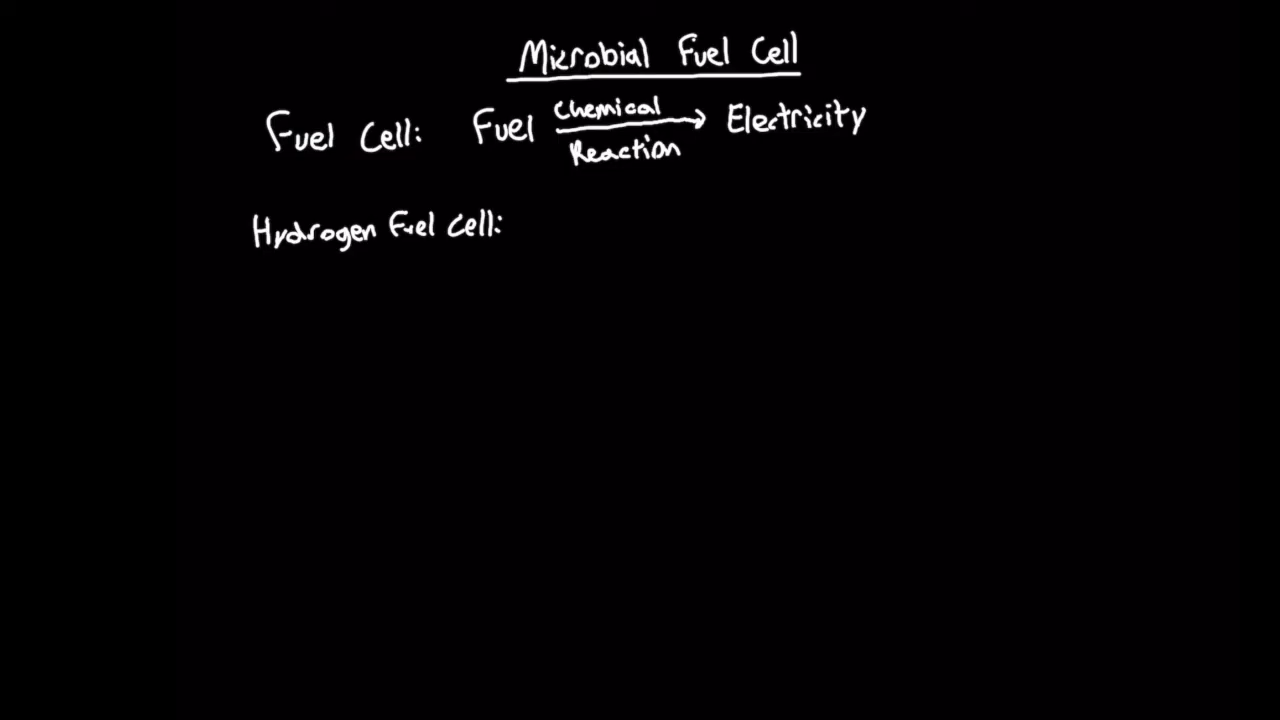 Microbial Fuel Cell
Fuel Cell: Fuel Chemical Reaction → Electricity
Hydrogen Fuel Cell: